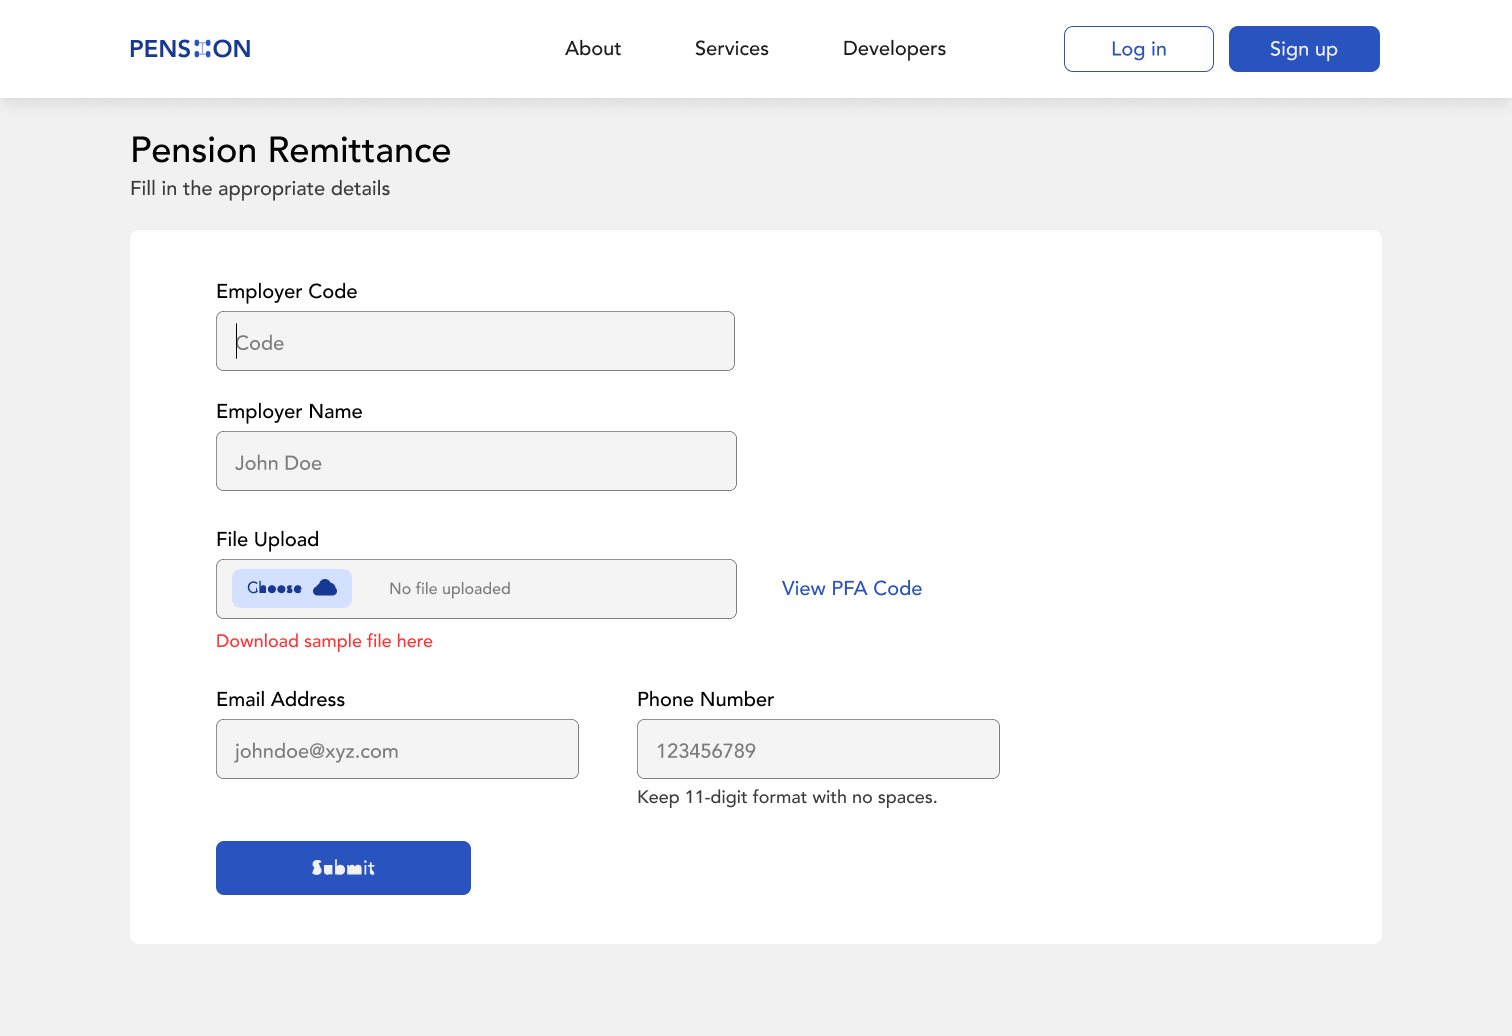 PENSION
About Services Developers Log in Sign up
Pension Remittance
Fill in the appropriate details
Employer Code
Code
Employer Name
John Doe
File Upload
Choose No file uploaded View PFA Code
Download sample file here
Email Address Phone Number
johndoe@xyz.com 123456789
Keep 11-digit format with no spaces.
Submit